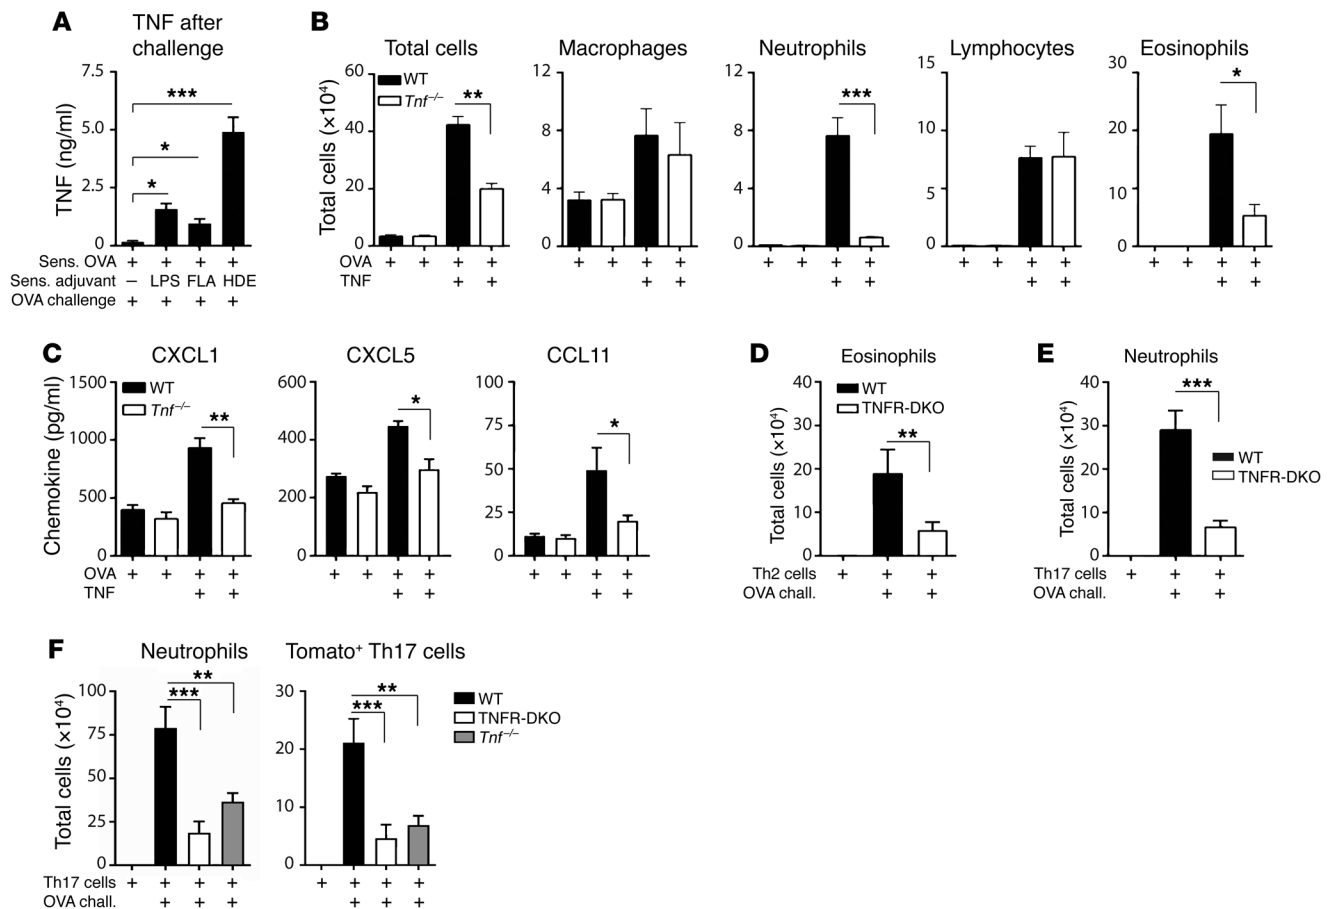 A
TNF after
challenge
TNF (ng/ml)
7.5
5.0
2.5
0
***
*
*
Sens. OVA + + + +
Sens. adjuvant – LPS FLA HDE
OVA challenge + + + +
B
Total cells
Total cells (×10⁴)
60
40
20
0
WT
Tnf⁻/⁻
**
OVA + + + +
TNF + +
Macrophages
12
8
4
0
+ + + +
+ +
Neutrophils
12
8
4
0
***
+ + + +
+ +
Lymphocytes
15
10
5
0
+ + + +
+ +
Eosinophils
30
20
10
0
*
+ + + +
+ +
C
CXCL1
Chemokine (pg/ml)
1500
1000
500
0
WT
Tnf⁻/⁻
**
OVA + + + +
TNF + +
CXCL5
600
400
200
0
*
+ + + +
+ +
CCL11
100
75
50
25
0
*
+ + + +
+ +
D
Eosinophils
Total cells (×10⁴)
40
30
20
10
0
WT
TNFR-DKO
**
Th2 cells + + +
OVA chall. + +
E
Neutrophils
Total cells (×10⁴)
40
30
20
10
0
***
WT
TNFR-DKO
Th17 cells + + +
OVA chall. + +
F
Neutrophils
Total cells (×10⁴)
100
75
50
25
0
**
***
Th17 cells + + + +
OVA chall. + + +
Tomato⁺ Th17 cells
30
20
10
0
**
***
+ + + +
+ + +
WT
TNFR-DKO
Tnf⁻/⁻